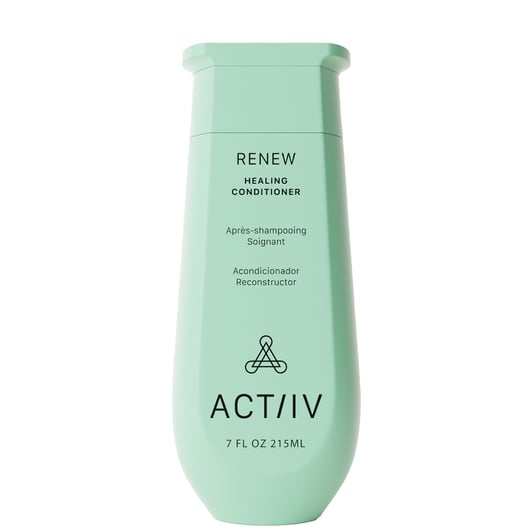 RENEW
HEALING
CONDITIONER
Après-shampooing
Soignant
Acondicionador
Reconstructor
ACT/IV
7 FL OZ 215ML